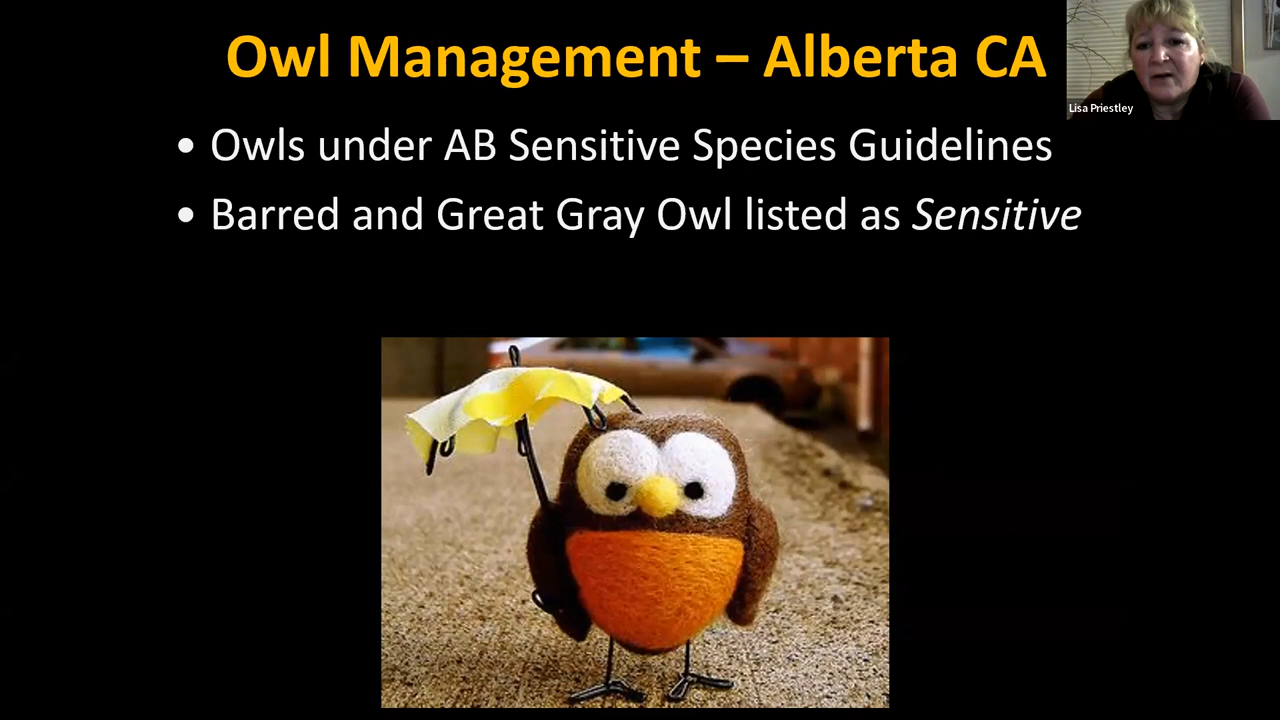 Owl Management – Alberta CA
Lisa Priestley
• Owls under AB Sensitive Species Guidelines
• Barred and Great Gray Owl listed as Sensitive